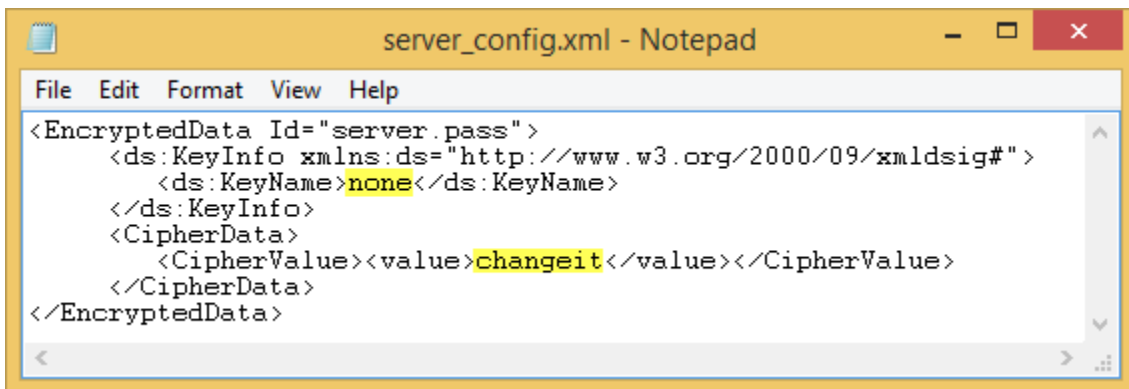 server_config.xml - Notepad
File Edit Format View Help
<EncryptedData Id="server.pass">
<ds:KeyInfo xmlns:ds="http://www.w3.org/2000/09/xmldsig#">
<ds:KeyName>none</ds:KeyName>
</ds:KeyInfo>
<CipherData>
<CipherValue><value>changeit</value></CipherValue>
</CipherData>
</EncryptedData>